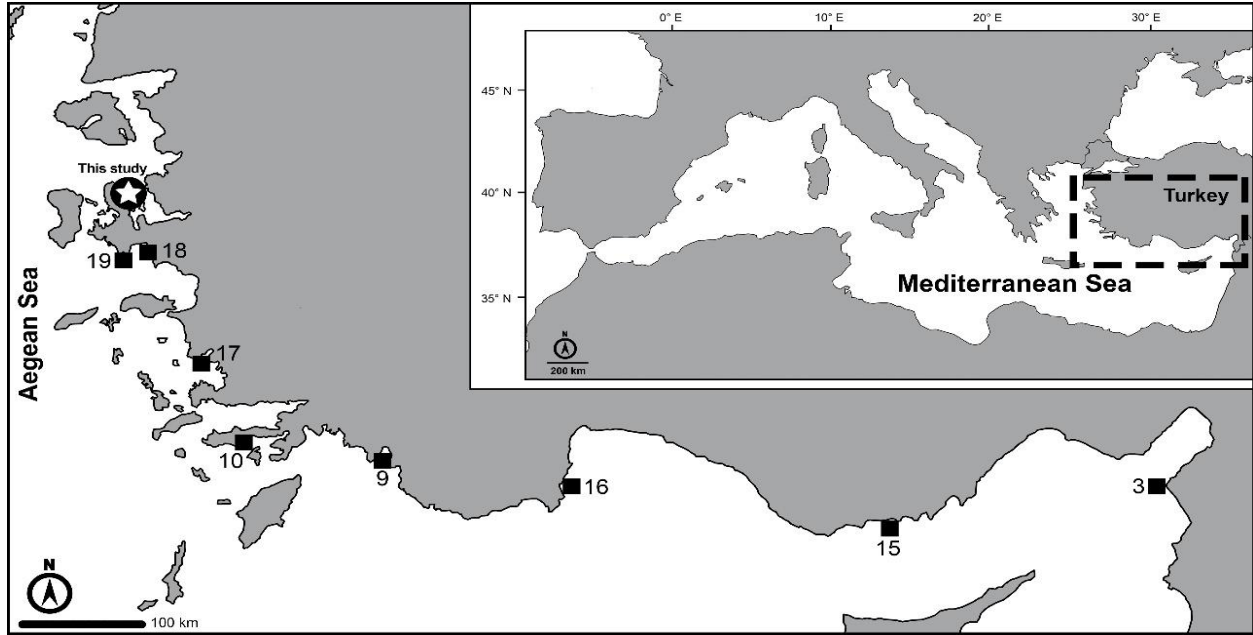 0° E
10° E
20° E
30° E
45° N
40° N
35° N
Turkey
Mediterranean Sea
N
200 km
This study
19
18
Aegean Sea
17
10
9
16
15
3
N
100 km